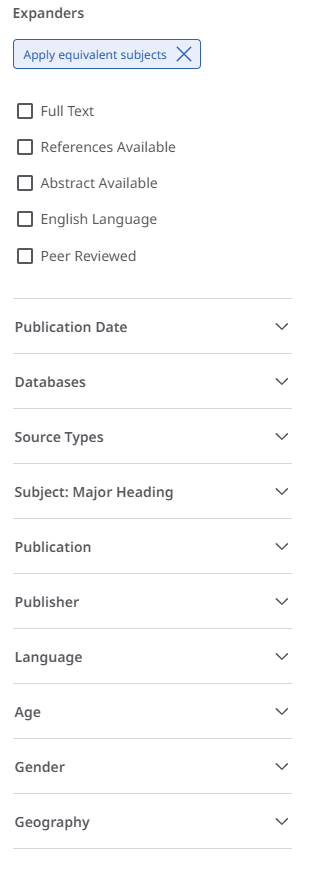 Expanders
Apply equivalent subjects
Full Text
References Available
Abstract Available
English Language
Peer Reviewed
Publication Date
Databases
Source Types
Subject: Major Heading
Publication
Publisher
Language
Age
Gender
Geography